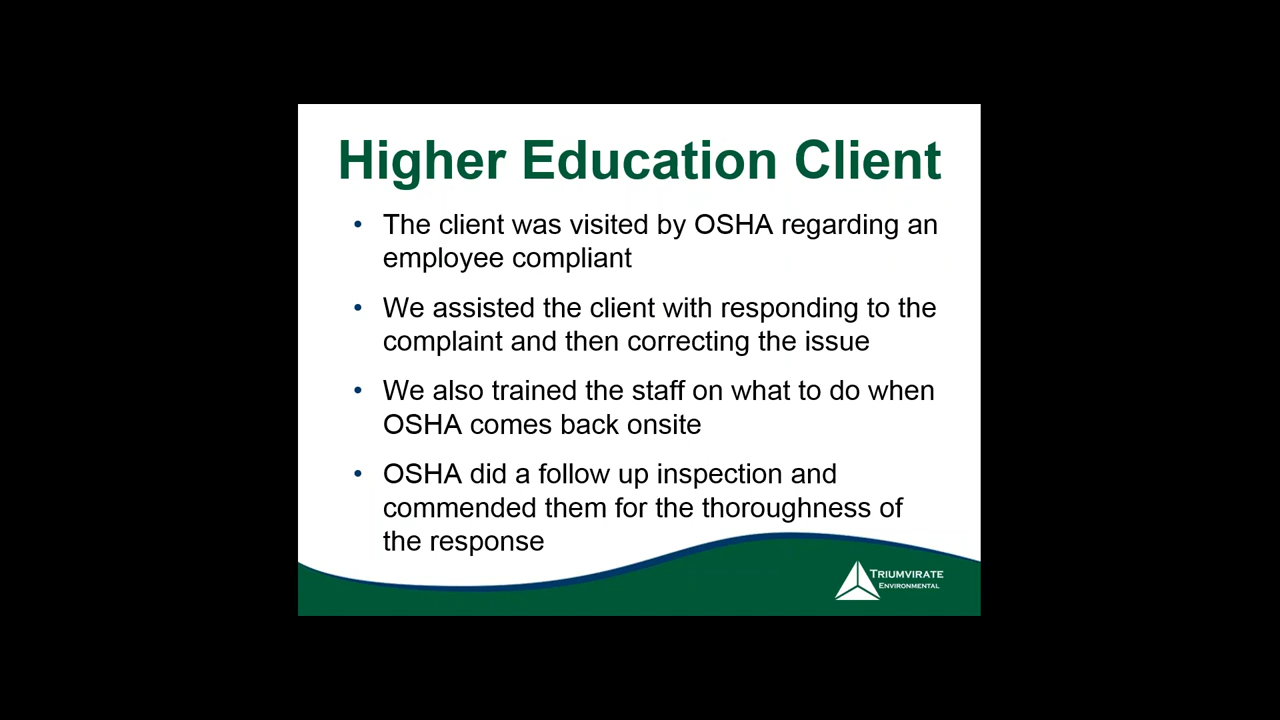 Higher Education Client
• The client was visited by OSHA regarding an
employee compliant
• We assisted the client with responding to the
complaint and then correcting the issue
• We also trained the staff on what to do when
OSHA comes back onsite
• OSHA did a follow up inspection and
commended them for the thoroughness of
the response
TRIUMVIRATE
ENVIRONMENTAL